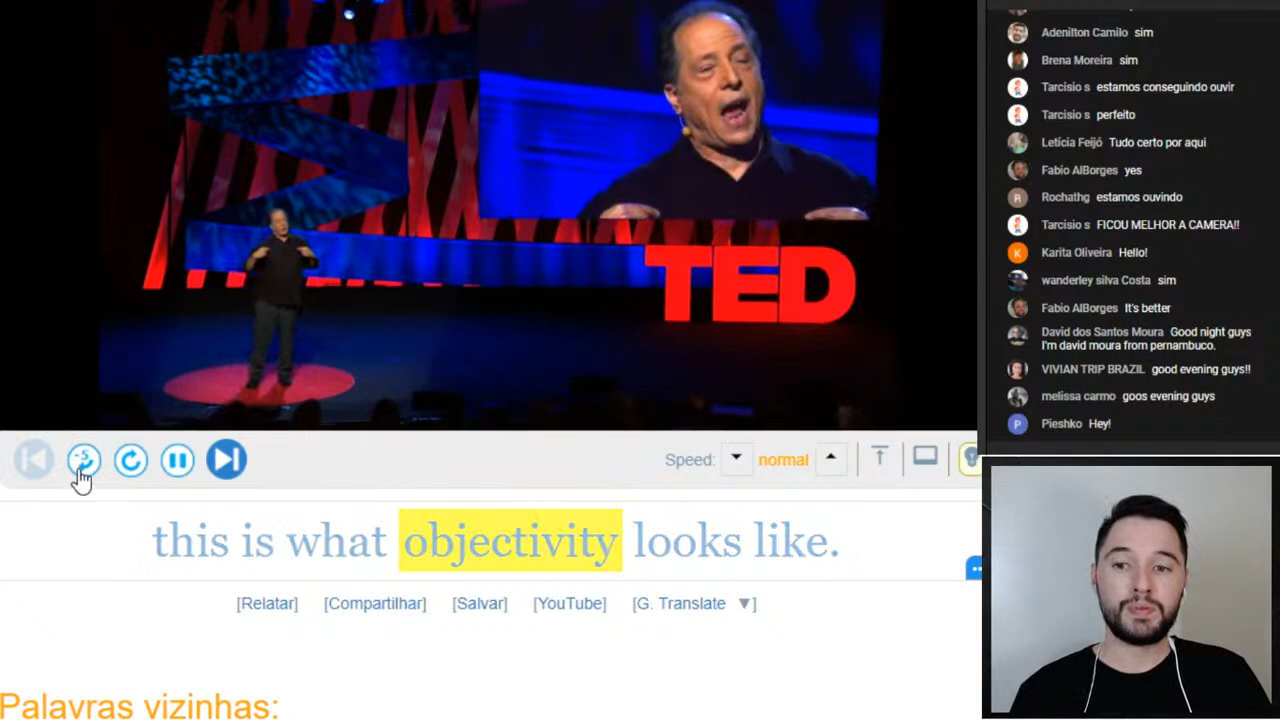 TED
Speed: normal
this is what objectivity looks like.
[Relatar] [Compartilhar] [Salvar] [YouTube] [G. Translate ▼]
Palavras vizinhas:
Adenilton Camilo sim
Brena Moreira sim
Tarcisio s estamos conseguindo ouvir
Tarcisio s perfeito
Letícia Feijó Tudo certo por aqui
Fabio AlBorges yes
R Rochathg estamos ouvindo
Tarcisio s FICOU MELHOR A CAMERA!!
K Karita Oliveira Hello!
wanderley silva Costa sim
Fabio AlBorges It's better
David dos Santos Moura Good night guys
I'm david moura from pernambuco.
VIVIAN TRIP BRAZIL good evening guys!!
melissa carmo goos evening guys
P Pieshko Hey!
-5